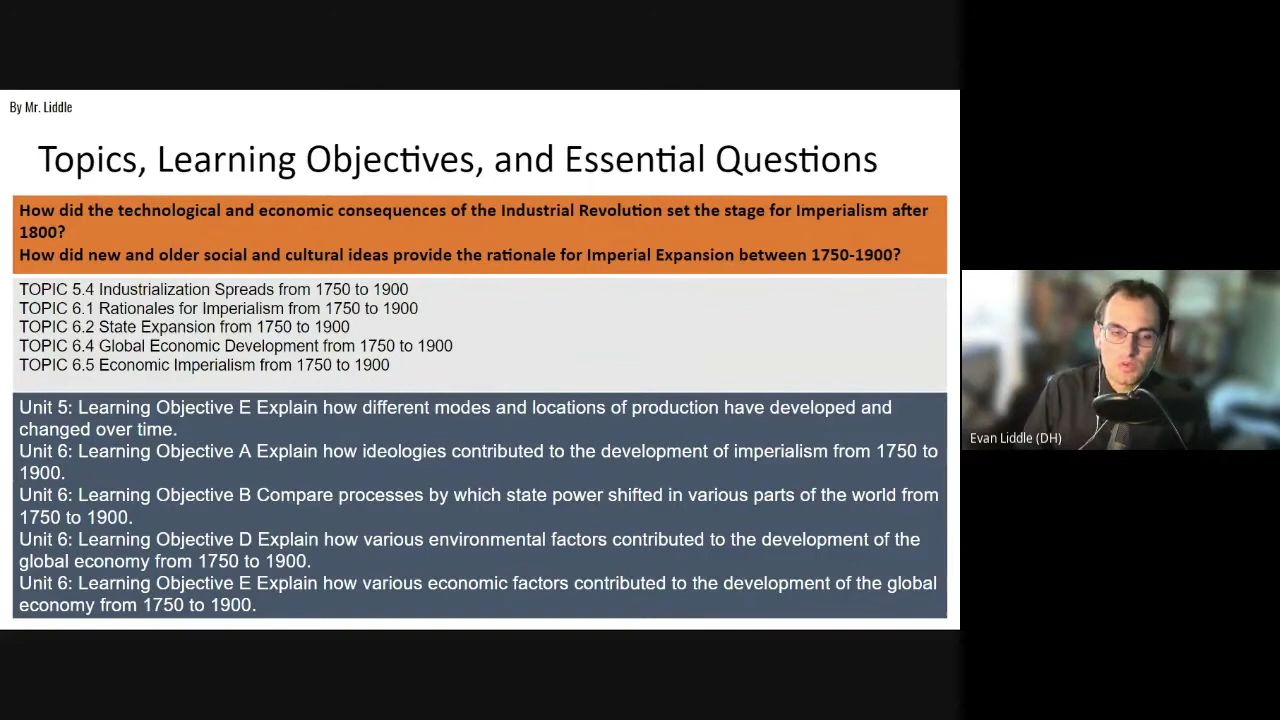 By Mr. Liddle
Topics, Learning Objectives, and Essential Questions
How did the technological and economic consequences of the Industrial Revolution set the stage for Imperialism after
1800?
How did new and older social and cultural ideas provide the rationale for Imperial Expansion between 1750-1900?
TOPIC 5.4 Industrialization Spreads from 1750 to 1900
TOPIC 6.1 Rationales for Imperialism from 1750 to 1900
TOPIC 6.2 State Expansion from 1750 to 1900
TOPIC 6.4 Global Economic Development from 1750 to 1900
TOPIC 6.5 Economic Imperialism from 1750 to 1900
Unit 5: Learning Objective E Explain how different modes and locations of production have developed and
changed over time.
Unit 6: Learning Objective A Explain how ideologies contributed to the development of imperialism from 1750 to
1900.
Unit 6: Learning Objective B Compare processes by which state power shifted in various parts of the world from
1750 to 1900.
Unit 6: Learning Objective D Explain how various environmental factors contributed to the development of the
global economy from 1750 to 1900.
Unit 6: Learning Objective E Explain how various economic factors contributed to the development of the global
economy from 1750 to 1900.
Evan Liddle (DH)